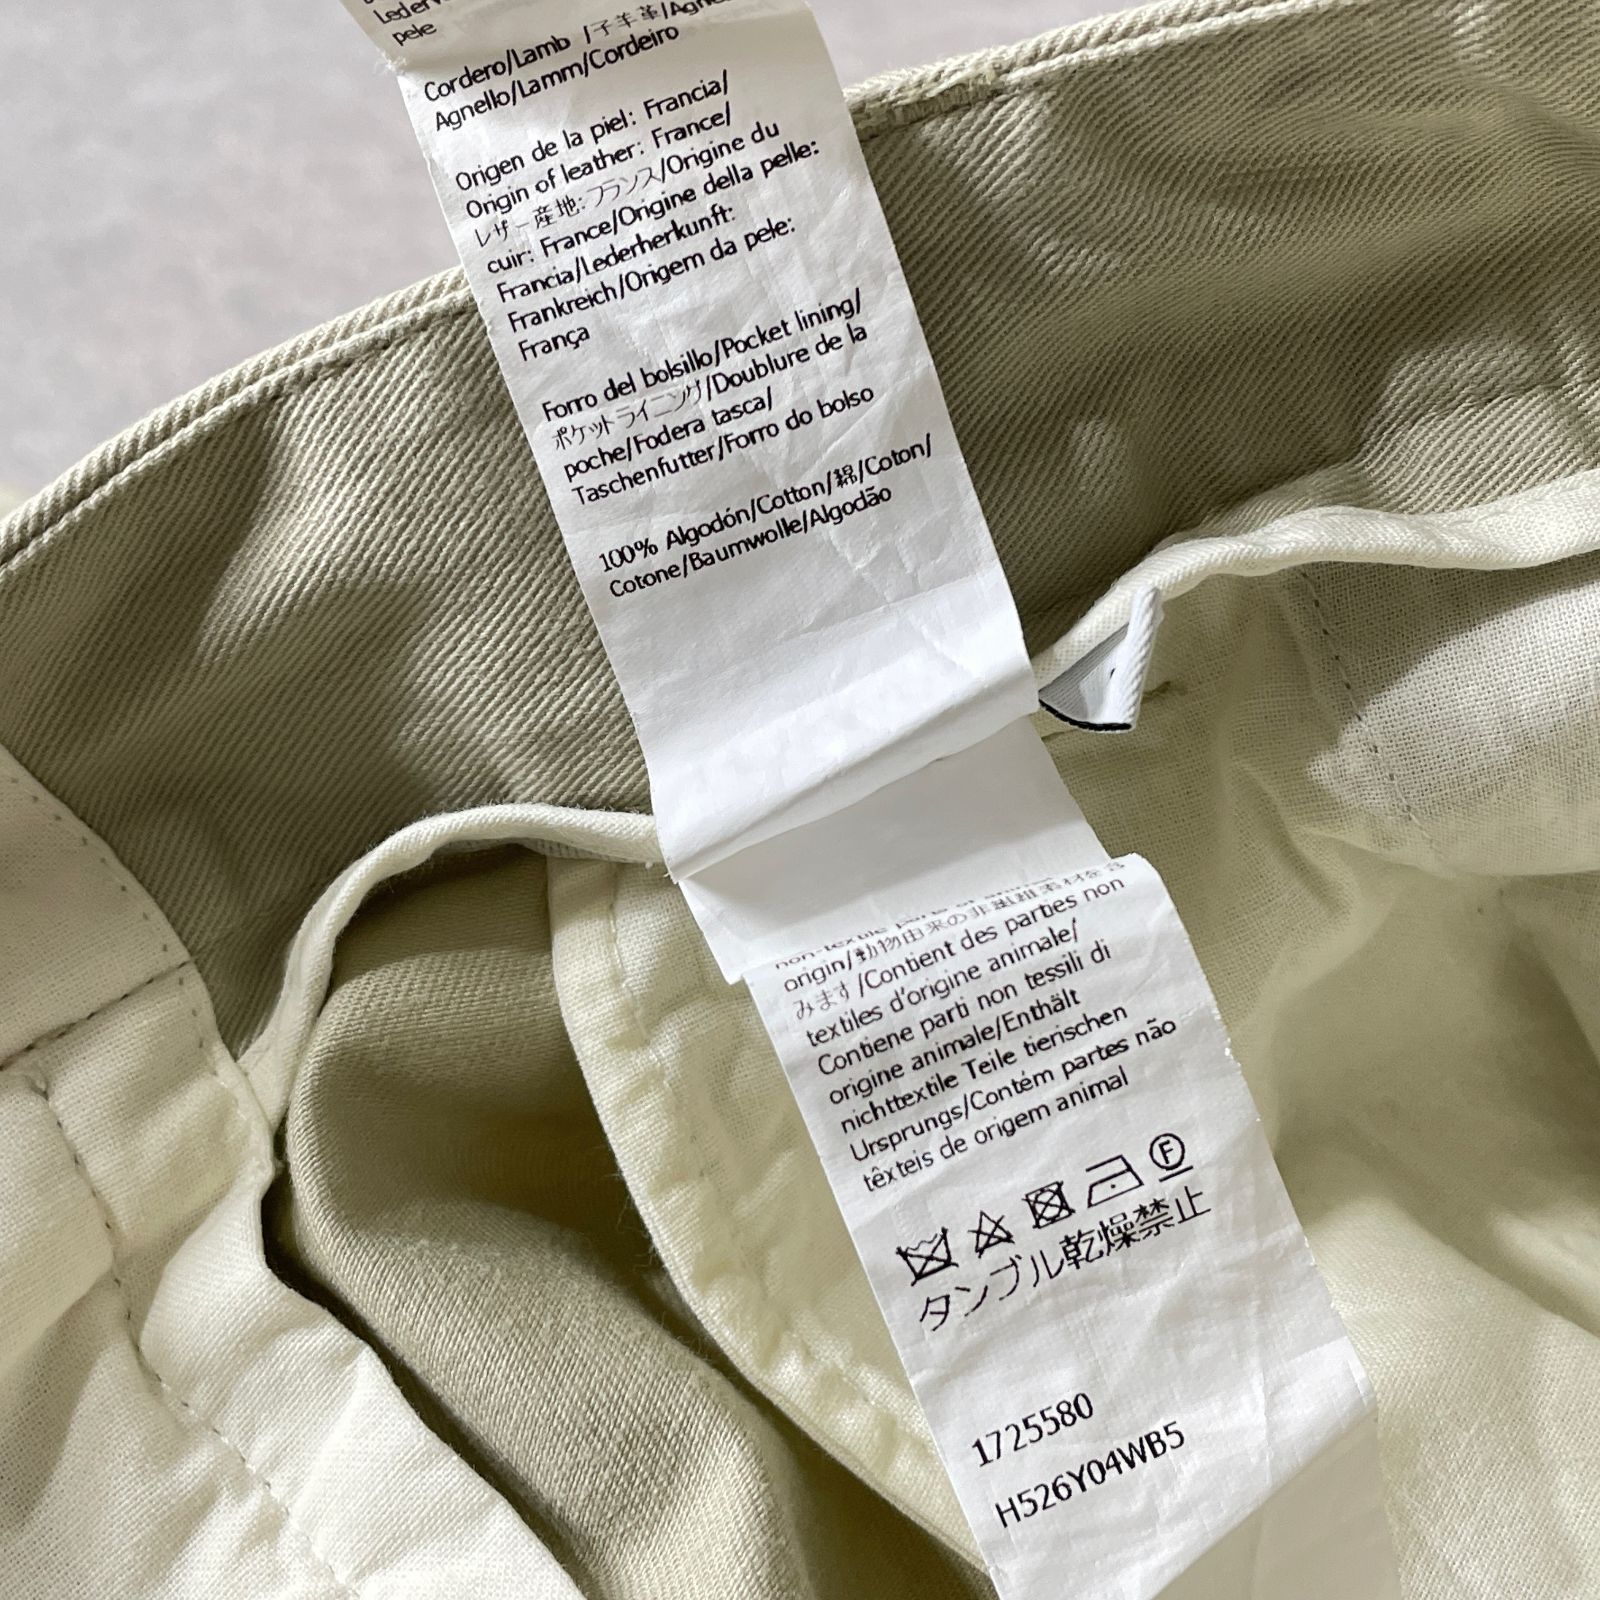 pele
Cordero/Lamb /子羊革/
Agnello/Lamm/Cordeiro
Origen de la piel: Francia/
Origin of leather: France/
レザー産地:フランス/Origine du
cuir: France/Origine della pelle:
Francia/Lederherkunft:
Frankreich/Origem da pele:
França
Forro del bolsillo/Pocket lining/
ポケットライニング/Doublure de la
poche/Fodera tasca/
Taschenfutter/Forro do bolso
100% Algodón/Cotton/綿/Coton/
Cotone/Baumwolle/Algodão
non-textile parts of
origin/動物由来の非繊維素材を含
みます/Contient des parties non
textiles d'origine animale/
Contiene parti non tessili di
origine animale/Enthält
nichttextile Teile tierischen
Ursprungs/Contém partes não
têxteis de origem animal
F
タンブル乾燥禁止
1725580
H526Y04WB5